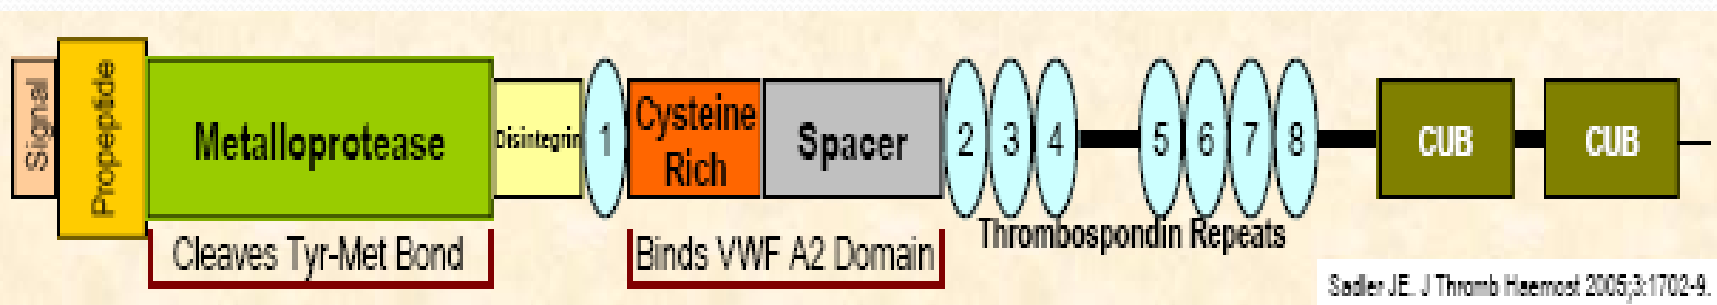 Signal
Propeptide
Metalloprotease
Disintegrin
1
Cysteine
Rich
Spacer
2
3
4
5
6
7
8
CUB
CUB
Cleaves Tyr-Met Bond
Binds VWF A2 Domain
Thrombospondin Repeats
Sadler JE. J Thromb Haemost 2005;3:1702-9.